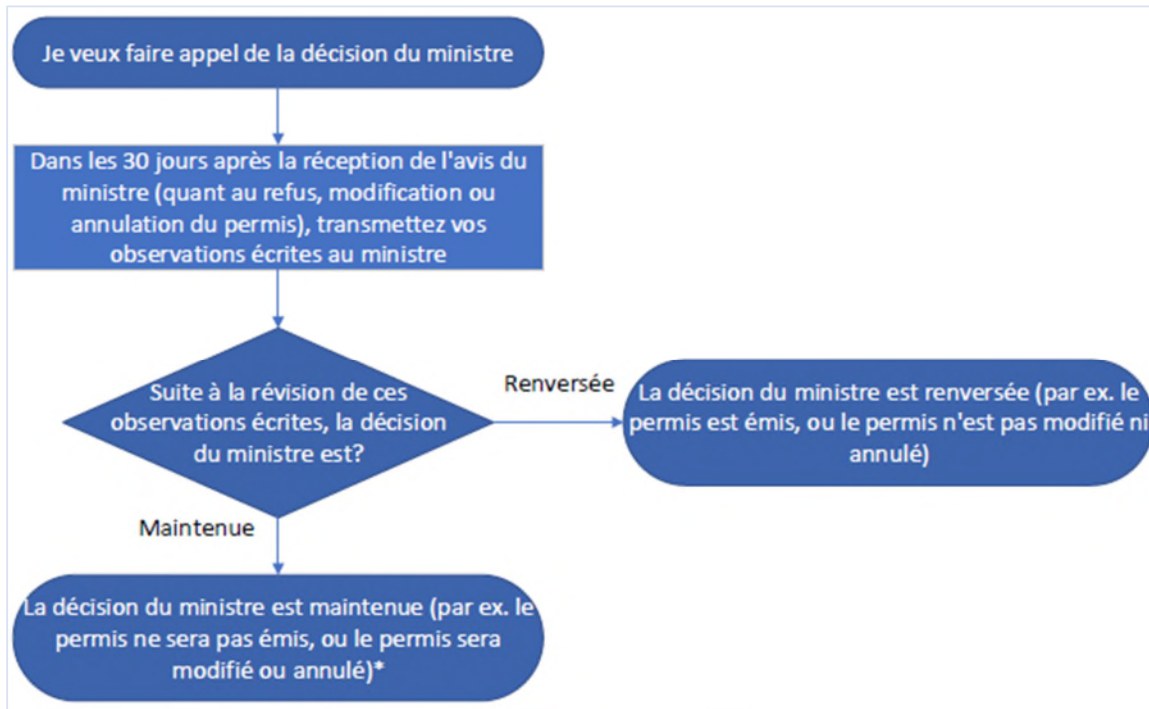 Je veux faire appel de la décision du ministre
Dans les 30 jours après la réception de l'avis du
ministre (quant au refus, modification ou
annulation du permis), transmettez vos
observations écrites au ministre
Suite à la révision de ces
observations écrites, la décision
du ministre est?
Renversée
La décision du ministre est renversée (par ex. le
permis est émis, ou le permis n'est pas modifié ni
annulé)
Maintenue
La décision du ministre est maintenue (par ex. le
permis ne sera pas émis, ou le permis sera
modifié ou annulé)*